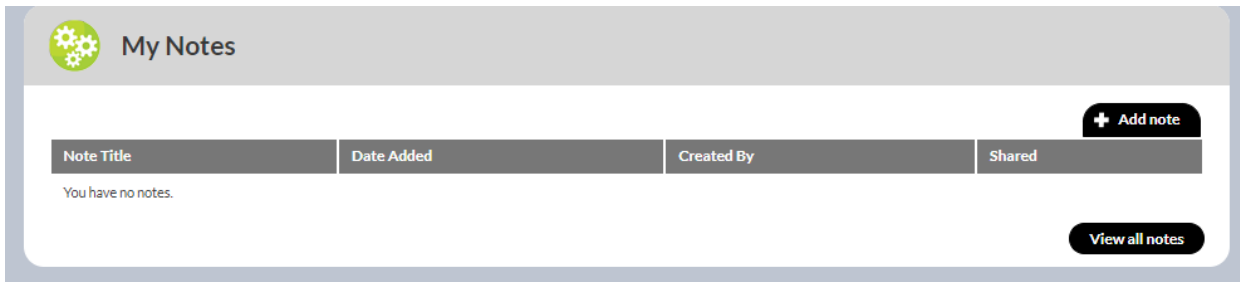 My Notes
Add note
Note Title Date Added Created By Shared
You have no notes.
View all notes